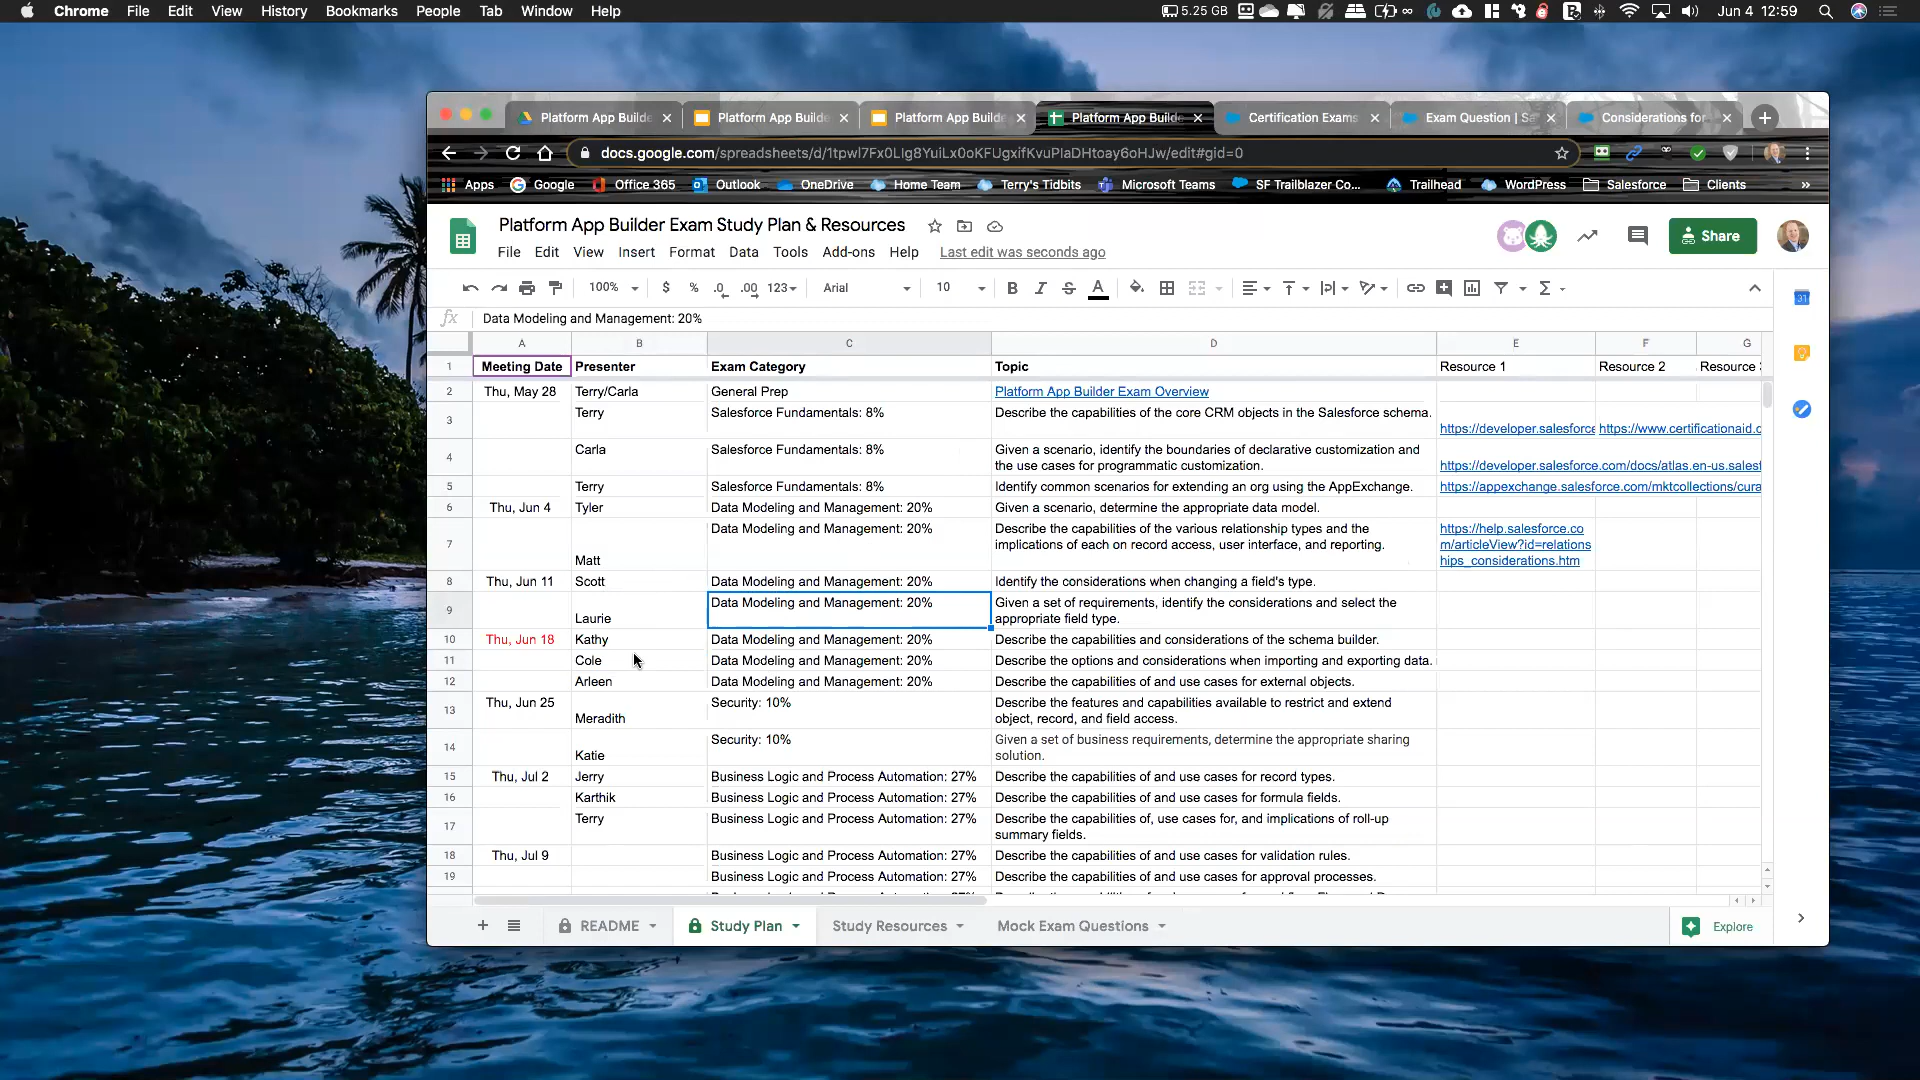 Chrome File Edit View History Bookmarks People Tab Window Help 5.25 GB Jun 4 12:59
Platform App Builde Platform App Builde Platform App Builde Platform App Builde Certification Exams Exam Question | Sa Considerations for
docs.google.com/spreadsheets/d/1tpwl7Fx0LIg8YuiLx0oKFUgxifKvuPlaDHtoay6oHJw/edit#gid=0
Apps Google Office 365 Outlook OneDrive Home Team Terry's Tidbits Microsoft Teams SF Trailblazer Co... Trailhead WordPress Salesforce Clients »
Platform App Builder Exam Study Plan & Resources
Share
File Edit View Insert Format Data Tools Add-ons Help Last edit was seconds ago
100% $ % .0 .00 123 Arial 10 B I S A Σ
31
fx Data Modeling and Management: 20%
A B C D E F G
1 Meeting Date Presenter Exam Category Topic Resource 1 Resource 2 Resource
2 Thu, May 28 Terry/Carla General Prep Platform App Builder Exam Overview
3 Terry Salesforce Fundamentals: 8% Describe the capabilities of the core CRM objects in the Salesforce schema.
https://developer.salesforce https://www.certificationaid.c
4 Carla Salesforce Fundamentals: 8% Given a scenario, identify the boundaries of declarative customization and
the use cases for programmatic customization. https://developer.salesforce.com/docs/atlas.en-us.salesf
5 Terry Salesforce Fundamentals: 8% Identify common scenarios for extending an org using the AppExchange. https://appexchange.salesforce.com/mktcollections/cura
6 Thu, Jun 4 Tyler Data Modeling and Management: 20% Given a scenario, determine the appropriate data model.
7 Data Modeling and Management: 20% Describe the capabilities of the various relationship types and the https://help.salesforce.co
implications of each on record access, user interface, and reporting. m/articleView?id=relations
Matt hips_considerations.htm
8 Thu, Jun 11 Scott Data Modeling and Management: 20% Identify the considerations when changing a field's type.
9 Data Modeling and Management: 20% Given a set of requirements, identify the considerations and select the
Laurie appropriate field type.
10 Thu, Jun 18 Kathy Data Modeling and Management: 20% Describe the capabilities and considerations of the schema builder.
11 Cole Data Modeling and Management: 20% Describe the options and considerations when importing and exporting data.
12 Arleen Data Modeling and Management: 20% Describe the capabilities of and use cases for external objects.
13 Thu, Jun 25 Security: 10% Describe the features and capabilities available to restrict and extend
Meradith object, record, and field access.
14 Security: 10% Given a set of business requirements, determine the appropriate sharing
Katie solution.
15 Thu, Jul 2 Jerry Business Logic and Process Automation: 27% Describe the capabilities of and use cases for record types.
16 Karthik Business Logic and Process Automation: 27% Describe the capabilities of and use cases for formula fields.
17 Terry Business Logic and Process Automation: 27% Describe the capabilities of, use cases for, and implications of roll-up
summary fields.
18 Thu, Jul 9 Business Logic and Process Automation: 27% Describe the capabilities of and use cases for validation rules.
19 Business Logic and Process Automation: 27% Describe the capabilities of and use cases for approval processes.
README Study Plan Study Resources Mock Exam Questions Explore